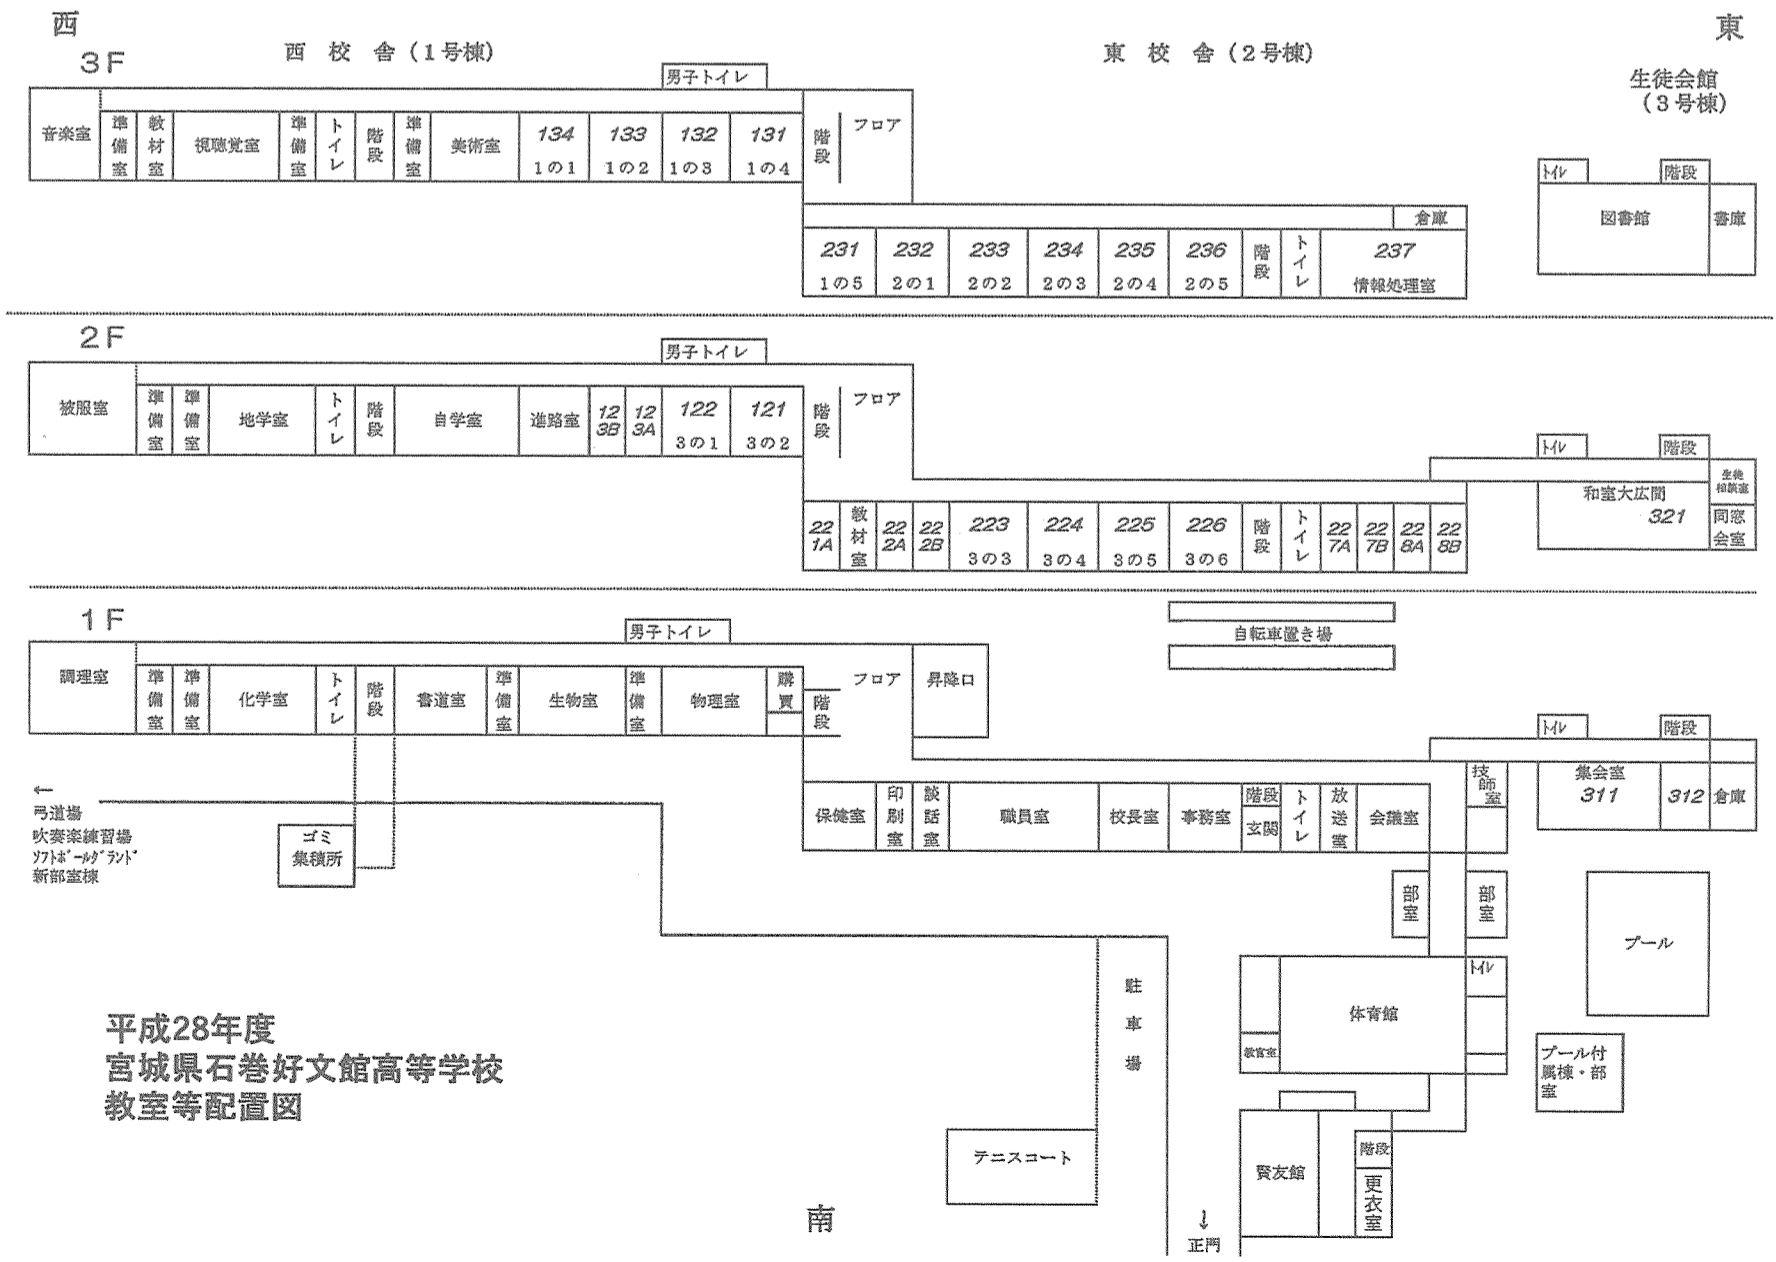 西
東
3F
西校舎(1号棟)
東校舎(2号棟)
生徒会館
(3号棟)
男子トイレ
音楽室
準備室
教材室
視聴覚室
準備室
トイレ
階段
準備室
美術室
134
1の1
133
1の2
132
1の3
131
1の4
階段
フロア
トイレ
階段
図書館
書庫
倉庫
231
1の5
232
2の1
233
2の2
234
2の3
235
2の4
236
2の5
階段
トイレ
237
情報処理室
2F
男子トイレ
被服室
準備室
準備室
地学室
トイレ
階段
自学室
進路室
12
3B
12
3A
122
3の1
121
3の2
階段
フロア
トイレ
階段
和室大広間
321
生徒
相談室
同窓
会室
22
1A
教材室
22
2A
22
2B
223
3の3
224
3の4
225
3の5
226
3の6
階段
トイレ
22
7A
22
7B
22
8A
22
8B
1F
男子トイレ
自転車置き場
調理室
準備室
準備室
化学室
トイレ
階段
書道室
準備室
生物室
準備室
物理室
購買
階段
フロア
昇降口
トイレ
階段
技師室
集会室
311
312
倉庫
保健室
印刷室
談話室
職員室
校長室
事務室
階段
玄関
トイレ
放送室
会議室
←
弓道場
吹奏楽練習場
ソフトボールグランド
新部室棟
ゴミ
集積所
部室
部室
プール
トイレ
体育館
教官室
駐車場
プール付
属棟・部
室
平成28年度
宮城県石巻好文館高等学校
教室等配置図
テニスコート
賢友館
階段
更衣室
南
↓
正門